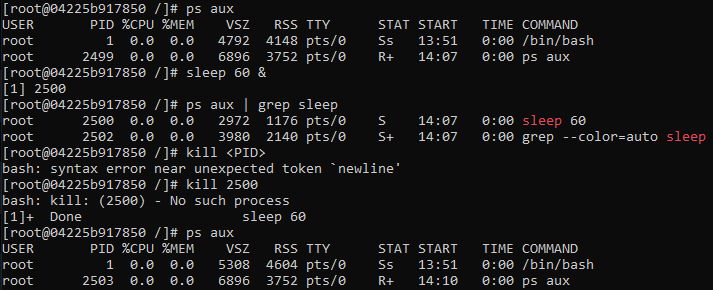 [root@04225b917850 /]# ps aux
USER       PID %CPU %MEM    VSZ   RSS TTY      STAT START   TIME COMMAND
root         1  0.0  0.0   4792  4148 pts/0    Ss   13:51   0:00 /bin/bash
root      2499  0.0  0.0   6896  3752 pts/0    R+   14:07   0:00 ps aux
[root@04225b917850 /]# sleep 60 &
[1] 2500
[root@04225b917850 /]# ps aux | grep sleep
root      2500  0.0  0.0   2972  1176 pts/0    S    14:07   0:00 sleep 60
root      2502  0.0  0.0   3980  2140 pts/0    S+   14:07   0:00 grep --color=auto sleep
[root@04225b917850 /]# kill <PID>
bash: syntax error near unexpected token `newline'
[root@04225b917850 /]# kill 2500
bash: kill: (2500) - No such process
[1]+  Done                    sleep 60
[root@04225b917850 /]# ps aux
USER       PID %CPU %MEM    VSZ   RSS TTY      STAT START   TIME COMMAND
root         1  0.0  0.0   5308  4604 pts/0    Ss   13:51   0:00 /bin/bash
root      2503  0.0  0.0   6896  3752 pts/0    R+   14:10   0:00 ps aux